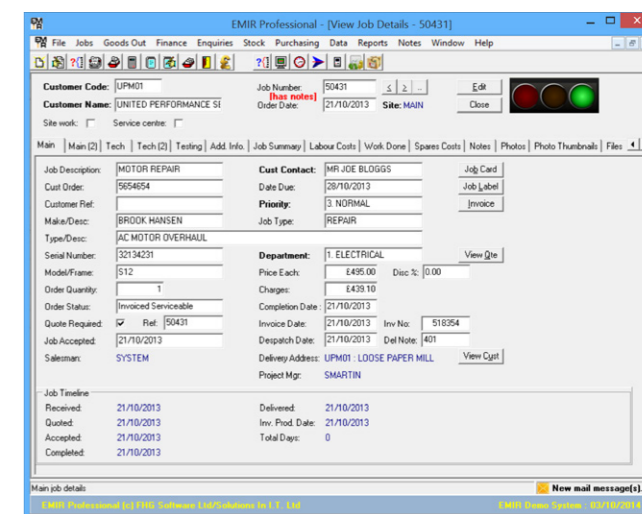 EMIR Professional - [View Job Details - 50431]
File Jobs Goods Out Finance Enquiries Stock Purchasing Data Reports Notes Window Help
Customer Code: UPM01 Job Number: 50431 Edit
[has notes]
Customer Name: UNITED PERFORMANCE SE Order Date: 21/10/2013 Site: MAIN Close
Site work: Service centre:
Main Main (2) Tech Tech (2) Testing Add. Info. Job Summary Labour Costs Work Done Spares Costs Notes Photos Photo Thumbnails Files
Job Description: MOTOR REPAIR Cust Contact: MR JOE BLOGGS Job Card
Cust Order: 5654654 Date Due: 28/10/2013 Job Label
Customer Ref: Priority: 3. NORMAL Invoice
Make/Desc: BROOK HANSEN Job Type: REPAIR
Type/Desc: AC MOTOR OVERHAUL
Serial Number: 32134231 Department: 1. ELECTRICAL View Qte
Model/Frame: S12 Price Each: £495.00 Disc %: 0.00
Order Quantity: 1 Charges: £439.10
Order Status: Invoiced Serviceable Completion Date : 21/10/2013
Quote Required: Ref: 50431 Invoice Date: 21/10/2013 Inv No: 518354
Job Accepted: 21/10/2013 Despatch Date: 21/10/2013 Del Note: 401
Salesman: SYSTEM Delivery Address: UPM01 : LOOSE PAPER MILL View Cust
Project Mgr: SMARTIN
Job Timeline
Received: 21/10/2013 Delivered: 21/10/2013
Quoted: 21/10/2013 Inv. Prod. Date: 21/10/2013
Accepted: 21/10/2013 Total Days: 0
Completed: 21/10/2013
Main job details New mail message(s).
EMIR Professional (c) FHG Software Ltd/Solutions In I.T. Ltd EMIR Demo System : 03/10/2014